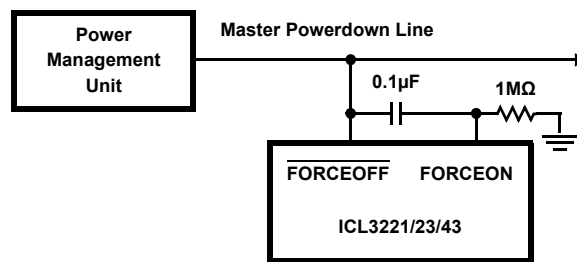 Power
Management
Unit
Master Powerdown Line
0.1µF
1MΩ
FORCEOFF FORCEON
ICL3221/23/43